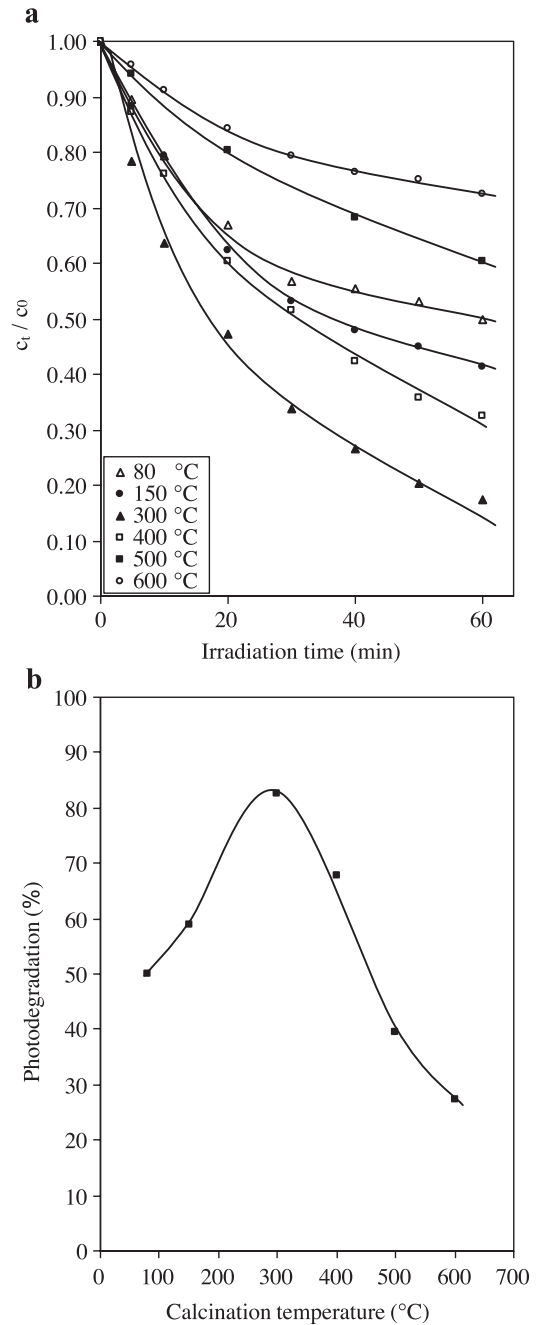 a
1.00
0.90
0.80
0.70
0.60
0.50
0.40
0.30
0.20
0.10
0.00
c_t / c_0
80 °C
150 °C
300 °C
400 °C
500 °C
600 °C
0 20 40 60
Irradiation time (min)
b
100
90
80
70
60
50
40
30
20
10
0
Photodegradation (%)
0 100 200 300 400 500 600 700
Calcination temperature (°C)